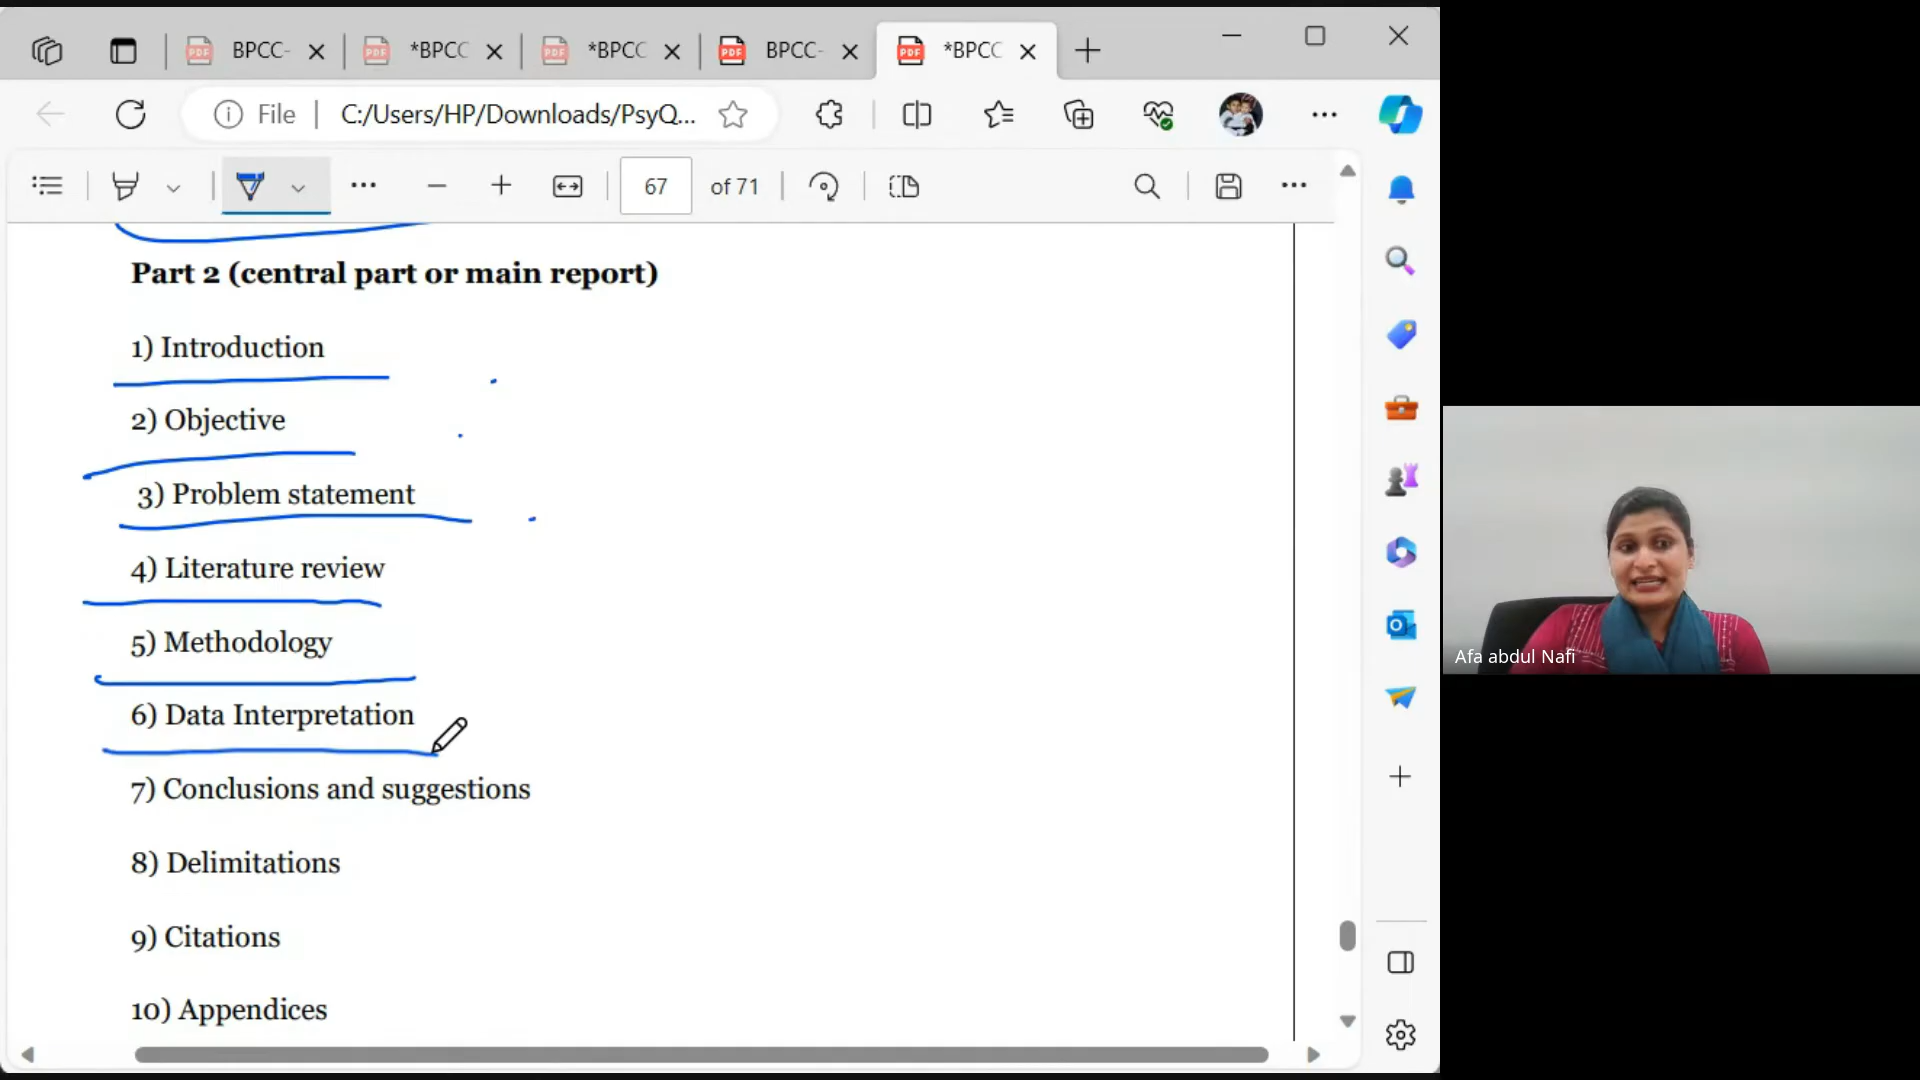 BPCC-
*BPCC
*BPCC
BPCC-
*BPCC
File
C:/Users/HP/Downloads/PsyQ...
67 of 71
Part 2 (central part or main report)
1) Introduction
2) Objective
3) Problem statement
4) Literature review
5) Methodology
6) Data Interpretation
7) Conclusions and suggestions
8) Delimitations
9) Citations
10) Appendices
Afa abdul Nafi